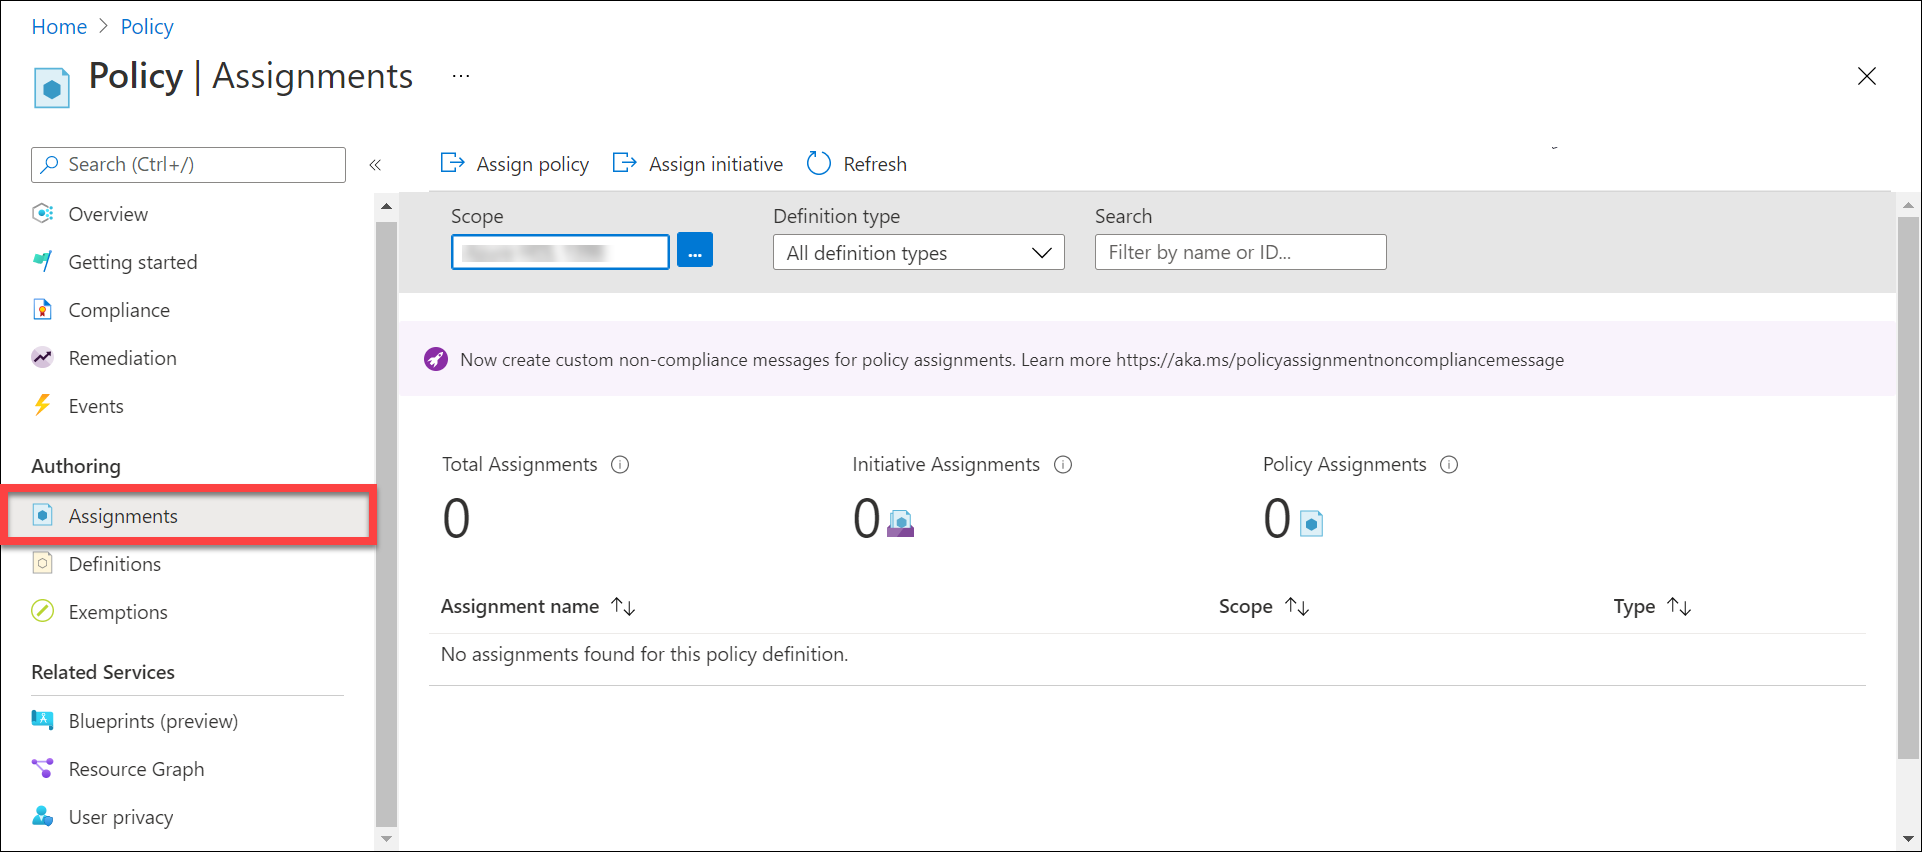 Home > Policy
Policy | Assignments ...
Search (Ctrl+/) «
Overview
Getting started
Compliance
Remediation
Events
Authoring
Assignments
Definitions
Exemptions
Related Services
Blueprints (preview)
Resource Graph
User privacy
Assign policy Assign initiative Refresh
Scope Definition type Search
... All definition types Filter by name or ID...
Now create custom non-compliance messages for policy assignments. Learn more https://aka.ms/policyassignmentnoncompliancemessage
Total Assignments Initiative Assignments Policy Assignments
0 0 0
Assignment name ↑↓ Scope ↑↓ Type ↑↓
No assignments found for this policy definition.